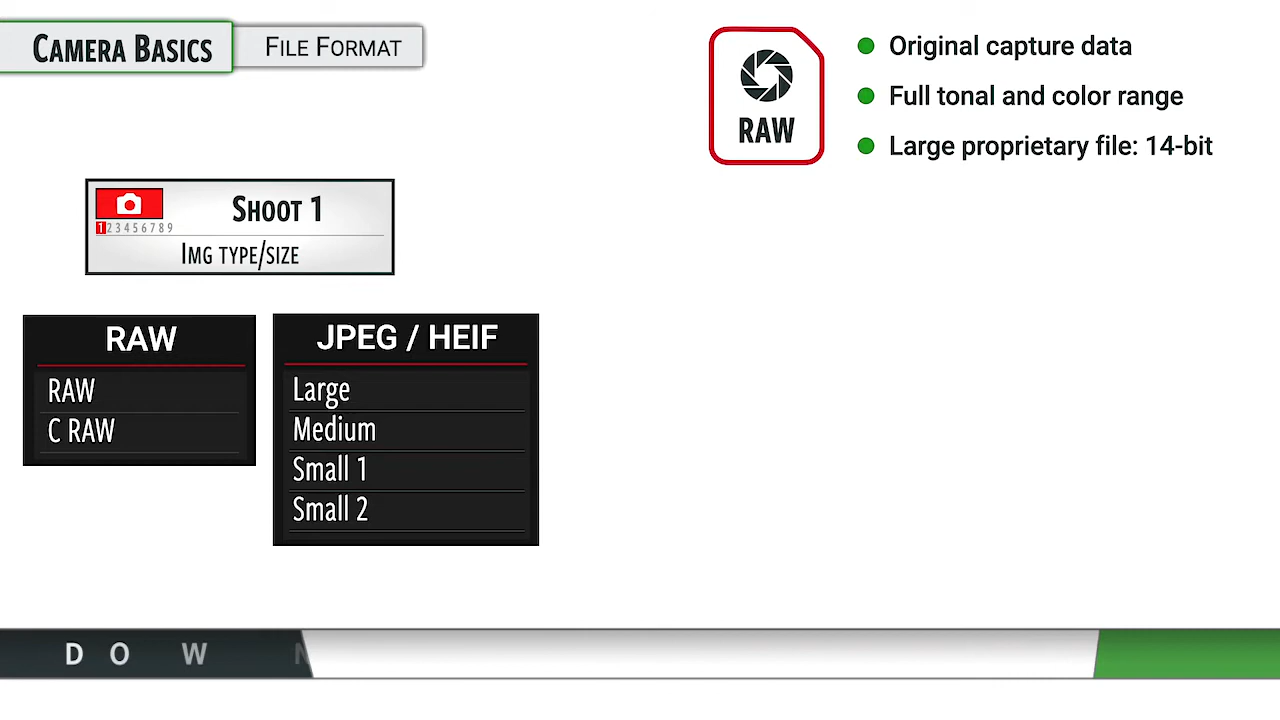 CAMERA BASICS
FILE FORMAT
RAW
Original capture data
Full tonal and color range
Large proprietary file: 14-bit
SHOOT 1
123456789
IMG TYPE/SIZE
RAW
RAW
C RAW
JPEG / HEIF
Large
Medium
Small 1
Small 2
D O W N